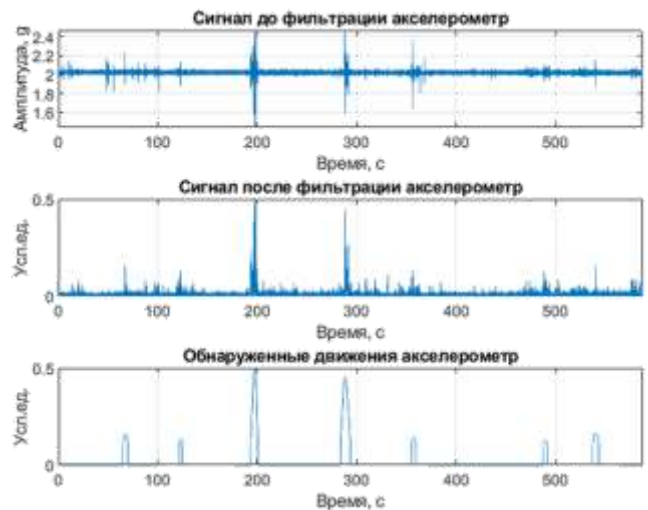 Сигнал до фильтрации акселерометр
Амплитуда, g
2.4
2.2
2
1.8
1.6
0 100 200 300 400 500
Время, с
Сигнал после фильтрации акселерометр
Усл.ед.
0.5
0
0 100 200 300 400 500
Время, с
Обнаруженные движения акселерометр
Усл.ед.
0.5
0
0 100 200 300 400 500
Время, с